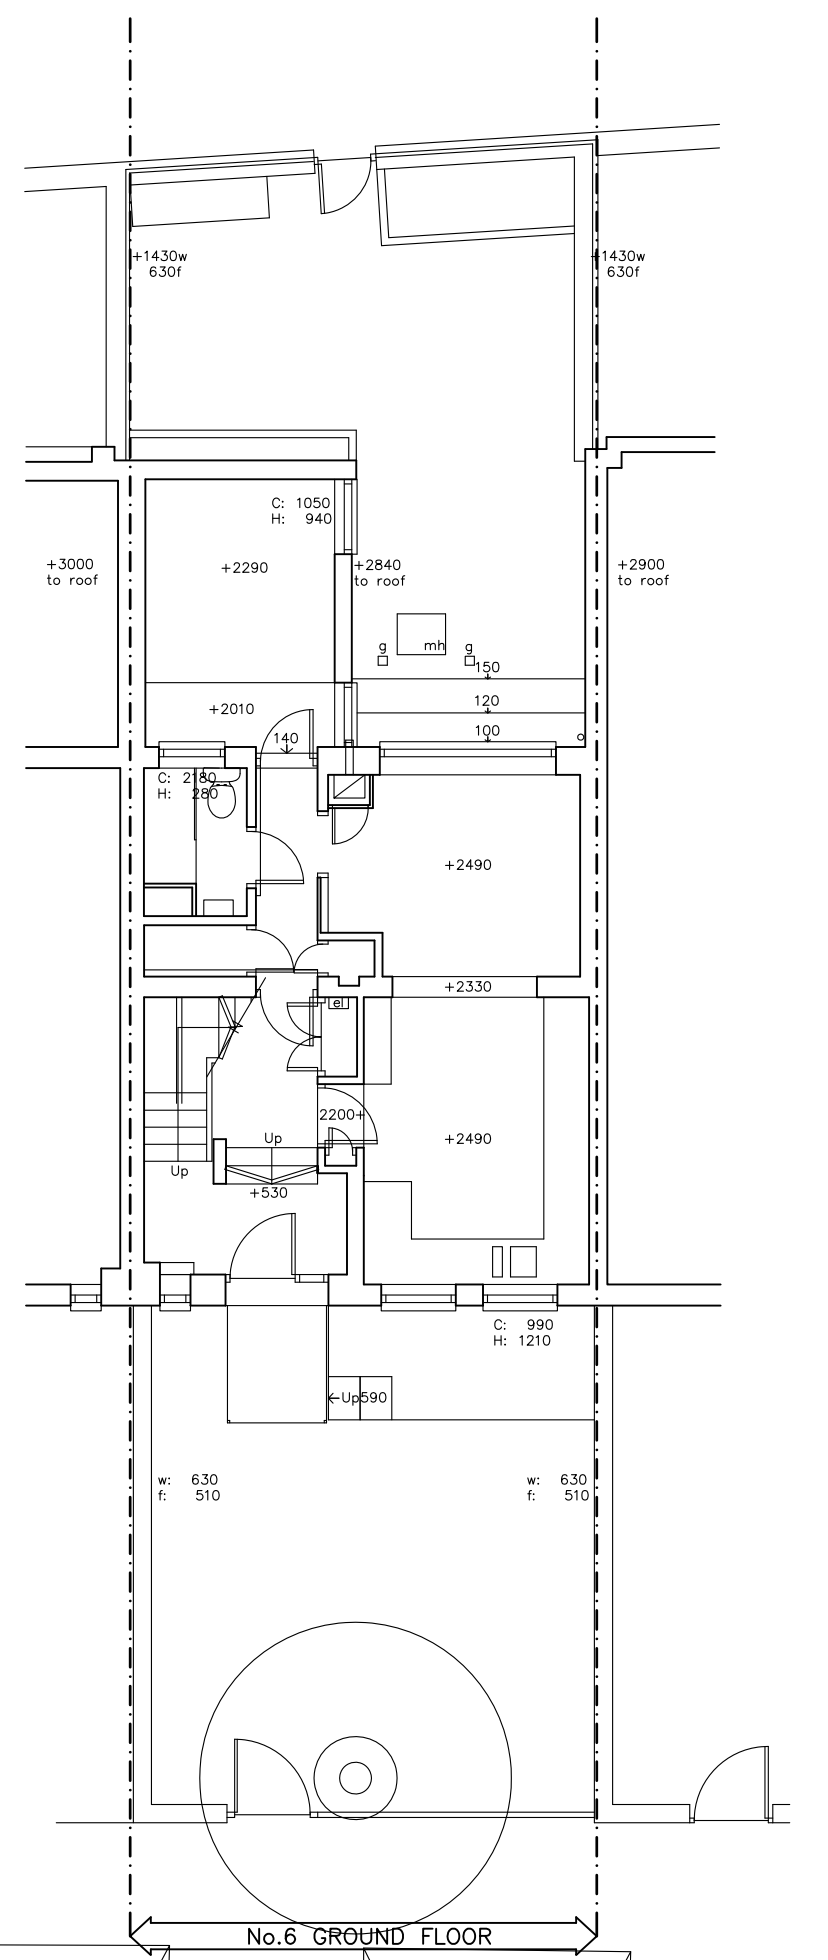 +1430w
630f
+1430w
630f
C: 1050
H: 940
+3000
to roof
+2290
+2840
to roof
+2900
to roof
g
mh
g
150
+2010
120
140
100
C: 2180
H: 280
+2490
+2330
el
2200+
+2490
Up
Up
+530
C: 990
H: 1210
←Up590
w: 630
f: 510
w: 630
f: 510
No.6 GROUND FLOOR